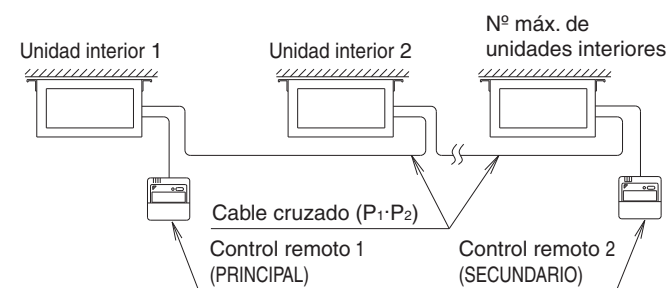 Nº máx. de
unidades interiores
Unidad interior 1
Unidad interior 2
Cable cruzado (P₁·P₂)
Control remoto 1
(PRINCIPAL)
Control remoto 2
(SECUNDARIO)